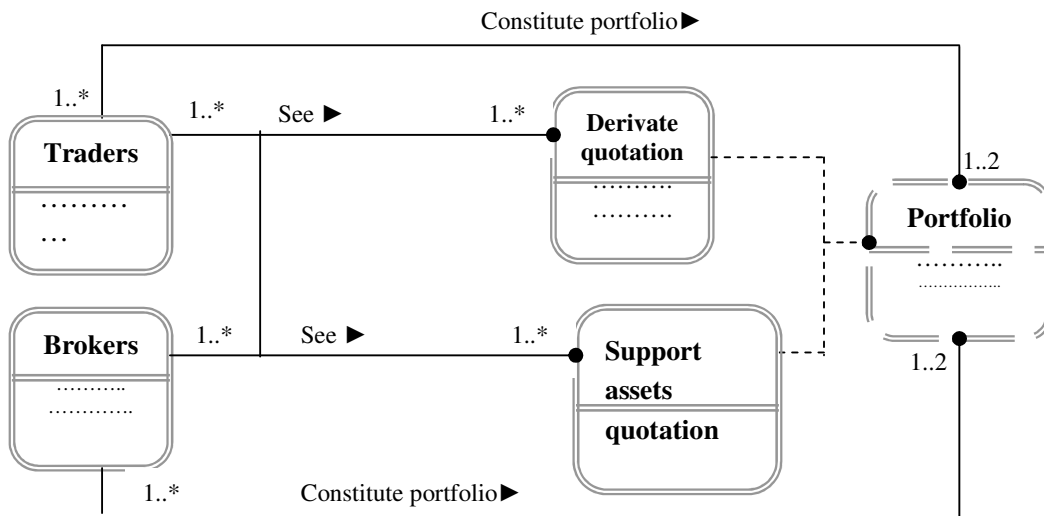 Constitute portfolio ►
1..*
1..*
See ►
1..*
Traders
………
…
Derivate
quotation
……….
……….
1..2
Portfolio
………..
……………..
Brokers
………..
………….
1..*
See ►
1..*
Support
assets
quotation
1..2
1..*
Constitute portfolio ►